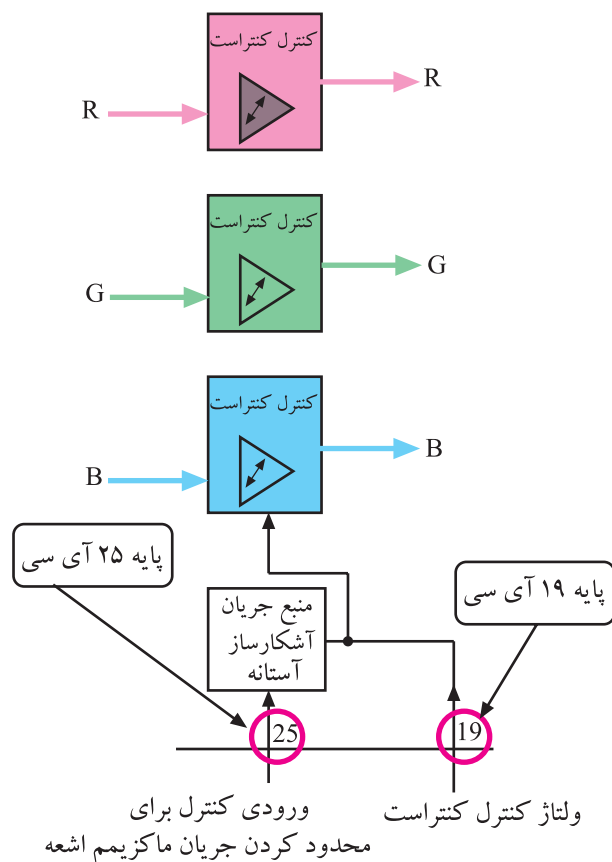 کنترل کنتراست
R
R
کنترل کنتراست
G
G
کنترل کنتراست
B
B
پایه ۲۵ آی سی
پایه ۱۹ آی سی
منبع جریان
آشکارساز
آستانه
25
19
ورودی کنترل برای
محدود کردن جریان ماکزیمم اشعه
ولتاژ کنترل کنتراست